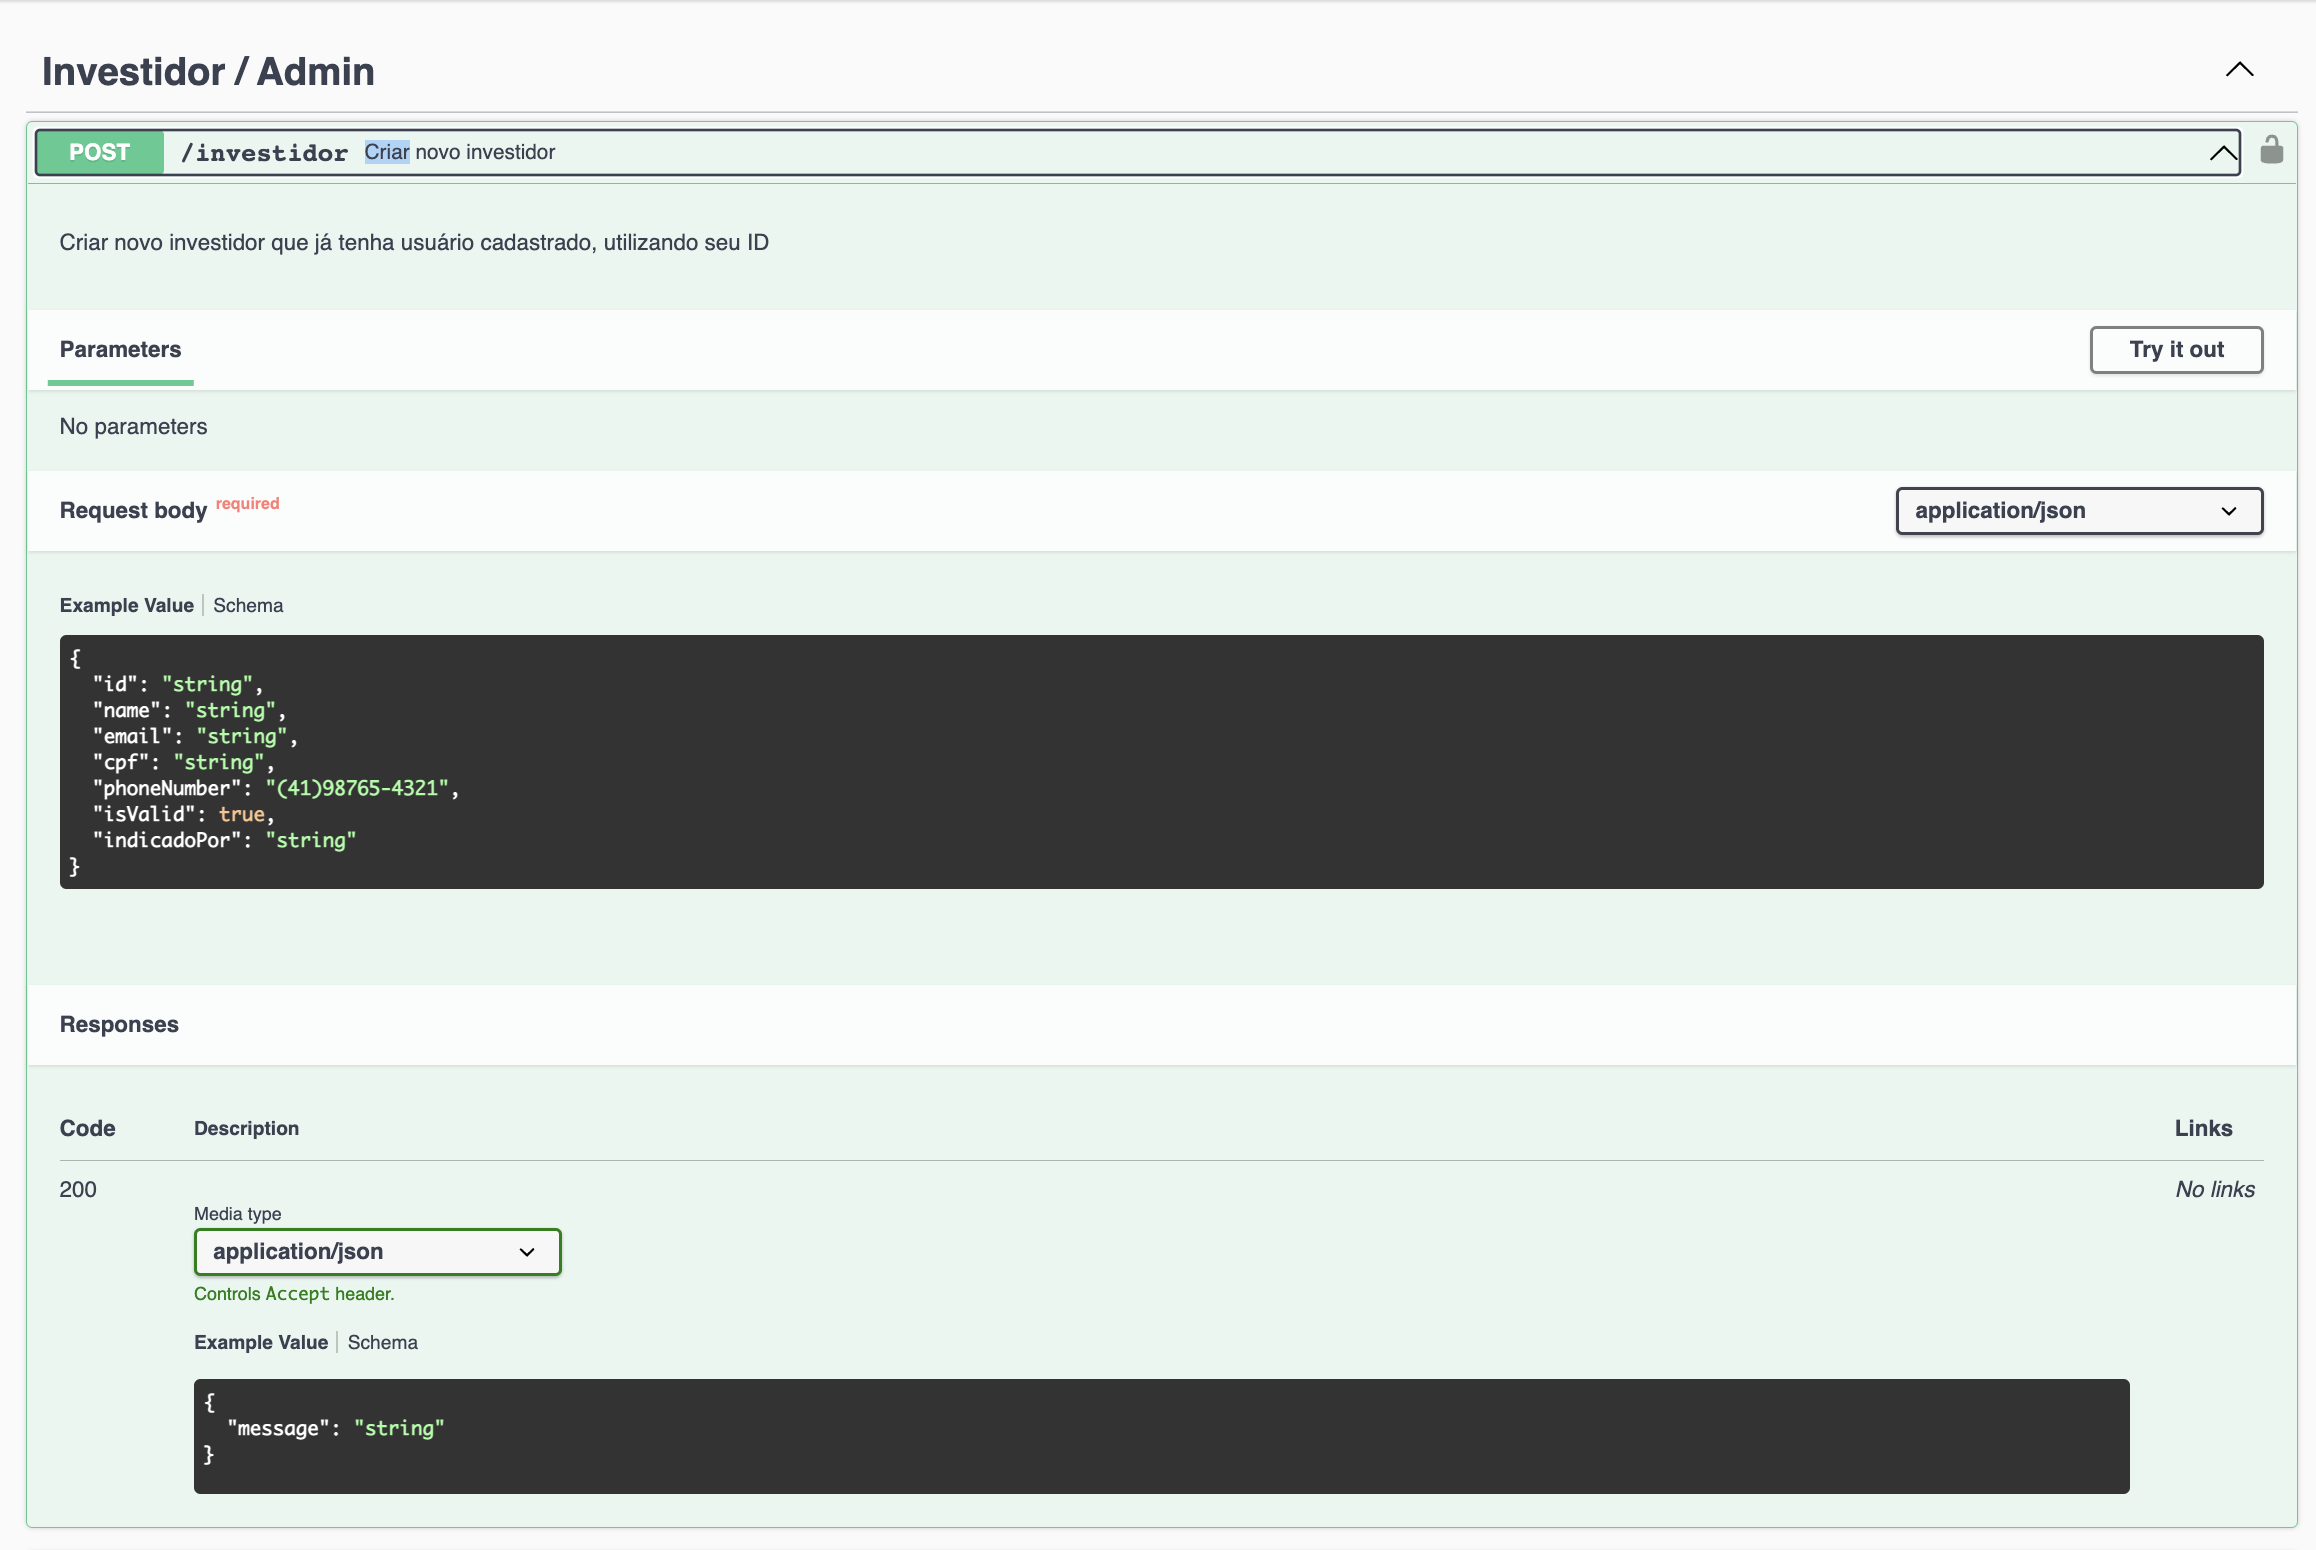 Investidor / Admin
POST /investidor Criar novo investidor
Criar novo investidor que já tenha usuário cadastrado, utilizando seu ID
Parameters
Try it out
No parameters
Request body required
application/json
Example Value | Schema
{
"id": "string",
"name": "string",
"email": "string",
"cpf": "string",
"phoneNumber": "(41)98765-4321",
"isValid": true,
"indicadoPor": "string"
}
Responses
Code Description Links
200 No links
Media type
application/json
Controls Accept header.
Example Value | Schema
{
"message": "string"
}